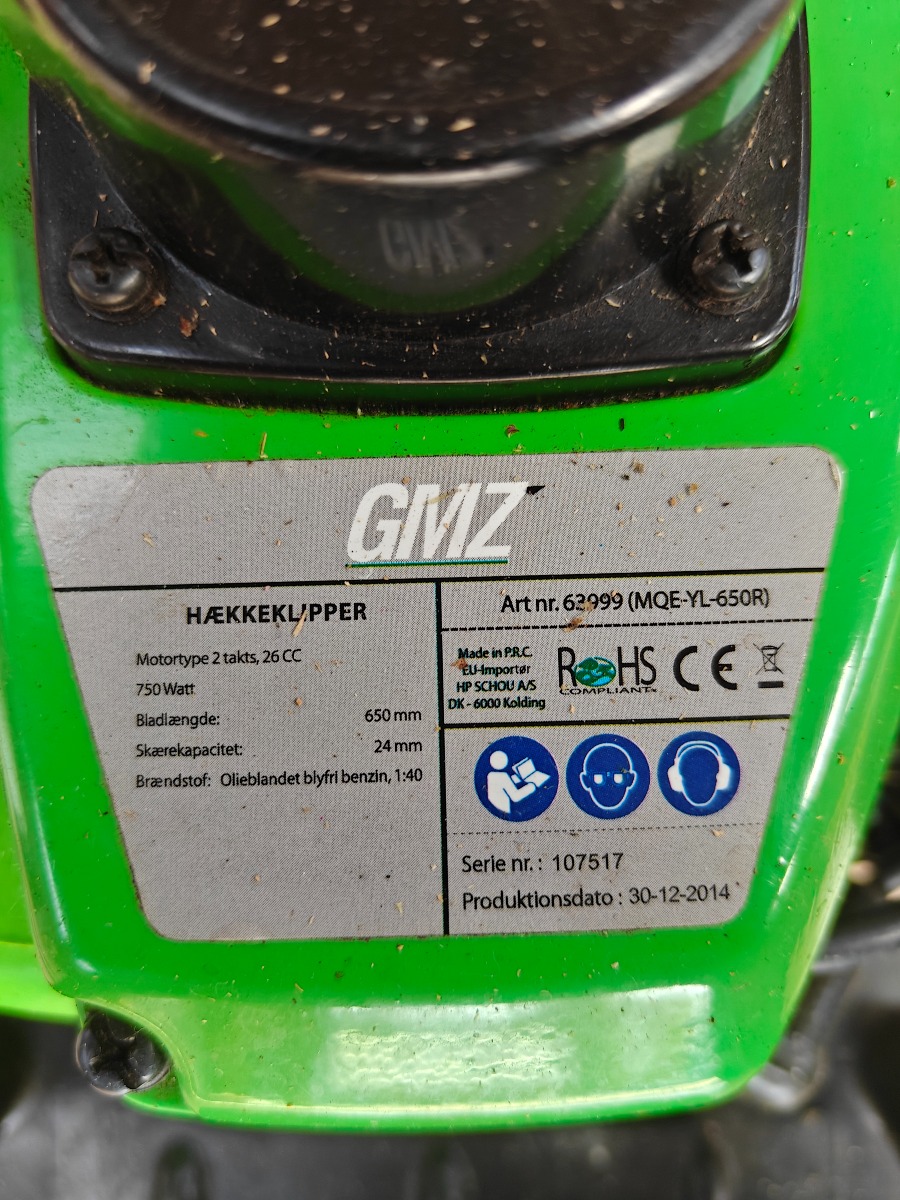 GMZ
HÆKKEKLIPPER
Motortype 2 takts, 26 CC
750 Watt
Bladlængde: 650 mm
Skærekapacitet: 24 mm
Brændstof: Olieblandet blyfri benzin, 1:40
Art nr. 63999 (MQE-YL-650R)
Made in P.R.C.
EU-Importør
HP SCHOU A/S
DK - 6000 Kolding
RoHS
COMPLIANT
CE
Serie nr. : 107517
Produktionsdato : 30-12-2014